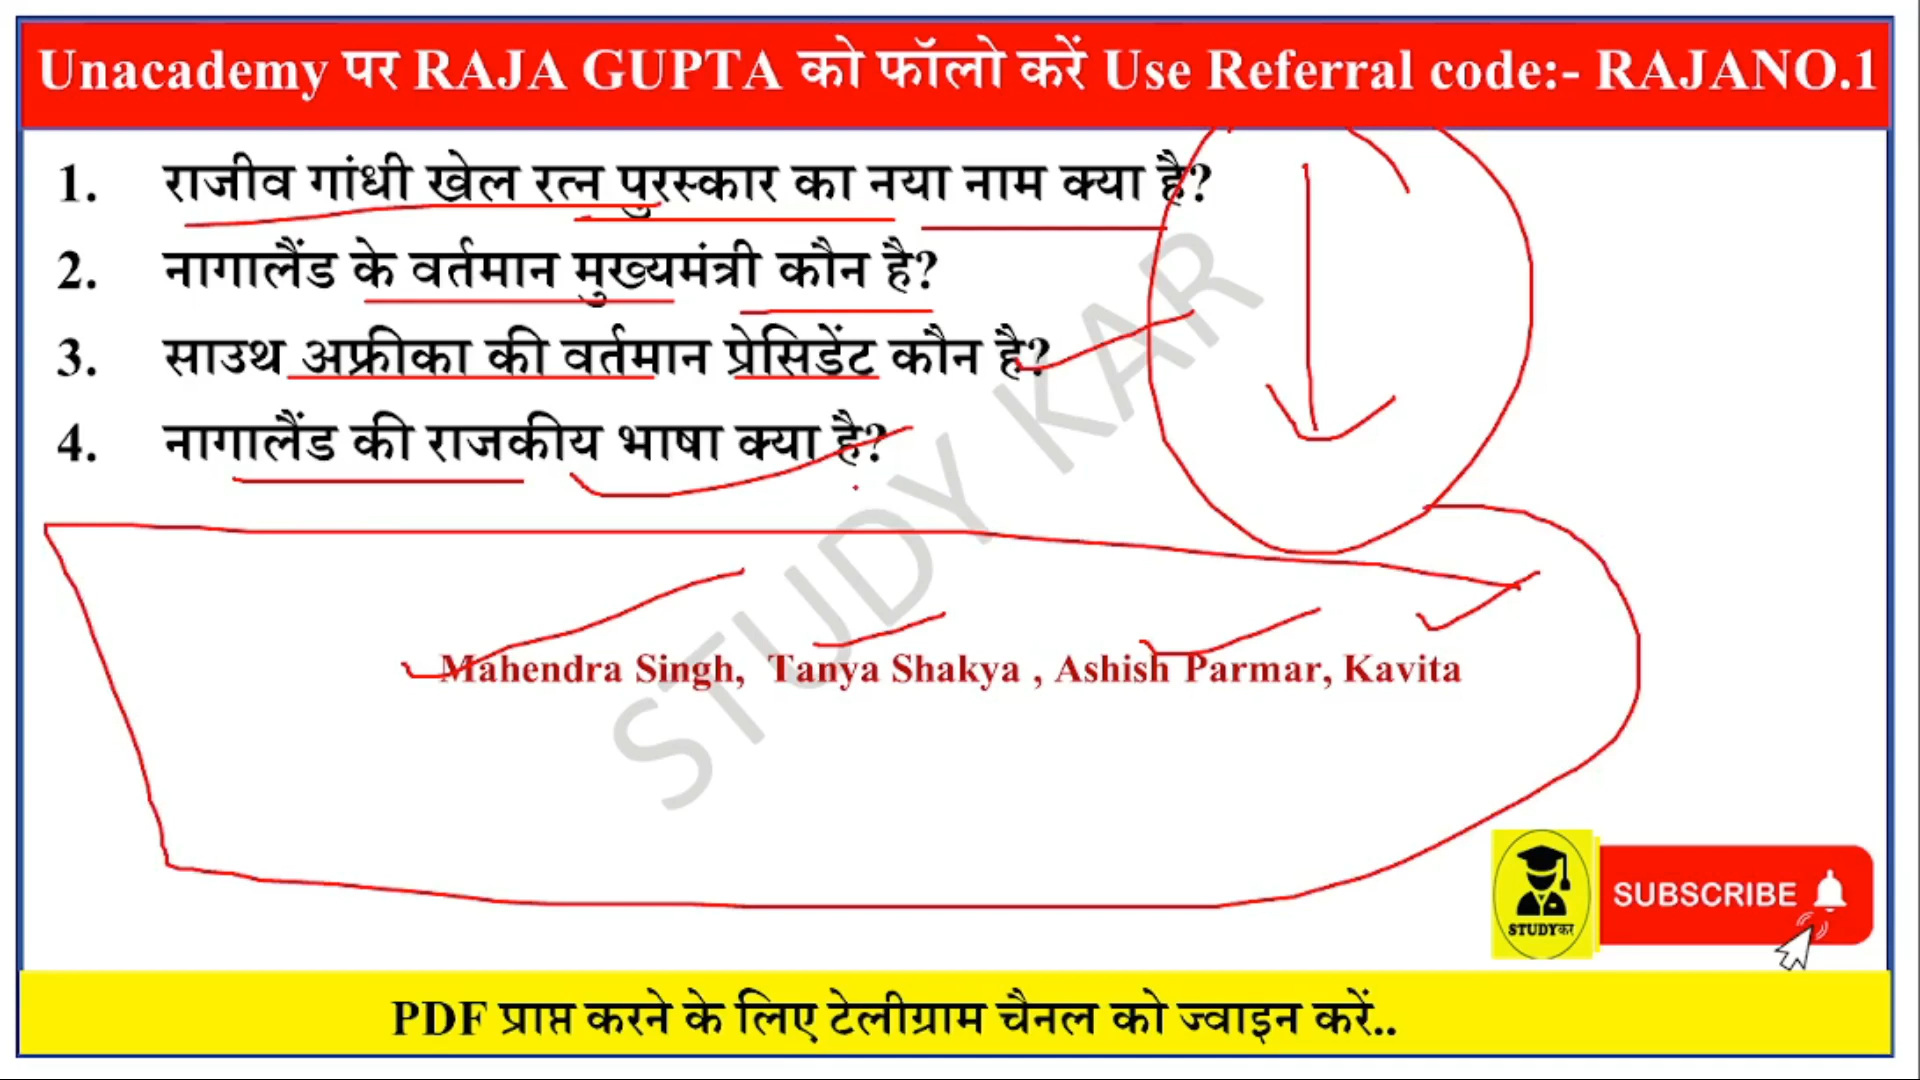 Unacademy पर RAJA GUPTA को फॉलो करें Use Referral code:- RAJANO.1
1. राजीव गांधी खेल रत्न पुरस्कार का नया नाम क्या है?
2. नागालैंड के वर्तमान मुख्यमंत्री कौन है?
3. साउथ अफ्रीका की वर्तमान प्रेसिडेंट कौन है?
4. नागालैंड की राजकीय भाषा क्या है?
STUDY KAR
Mahendra Singh, Tanya Shakya , Ashish Parmar, Kavita
STUDYकर
SUBSCRIBE
PDF प्राप्त करने के लिए टेलीग्राम चैनल को ज्वाइन करें..